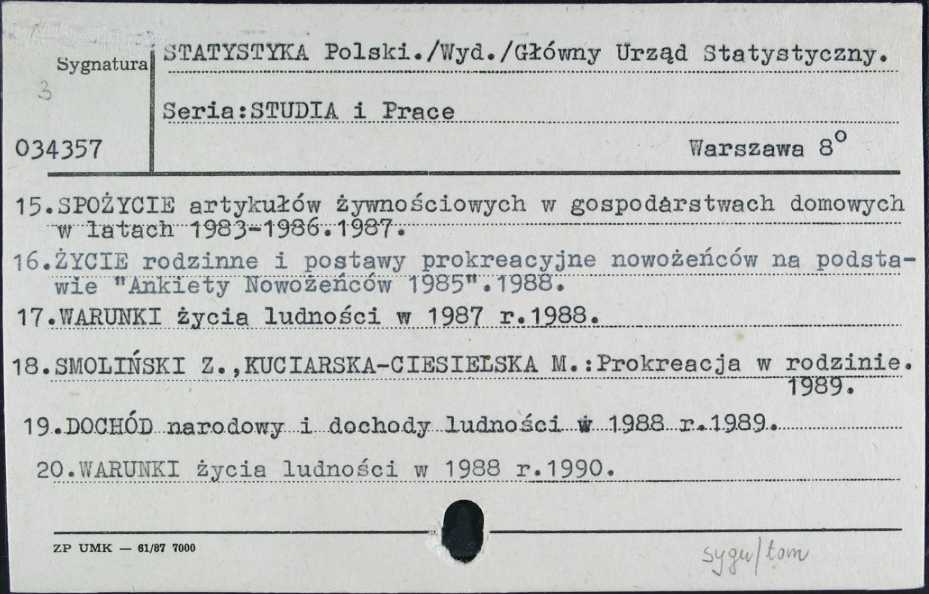 STATYSTYKA Polski./Wyd./Główny Urząd Statystyczny.
Sygnatura
3
Seria:STUDIA i Prace
034357
Warszawa 8o
15.SPOŻYCIE artykułów żywnościowych w gospodarstwach domowych
w latach 1983-1986.1987.
16.ŻYCIE rodzinne i postawy prokreacyjne nowożeńców na podsta-
wie "Ankiety Nowożeńców 1985".1988.
17.WARUNKI życia ludności w 1987 r.1988.
18.SMOLIŃSKI Z.,KUCIARSKA-CIESIELSKA M.:Prokreacja w rodzinie.
1989.
19.DOCHÓD narodowy i dochody ludności w 1988 r.1989.
20.WARUNKI życia ludności w 1988 r.1990.
ZP UMK — 61/87 7000
sygn/tom